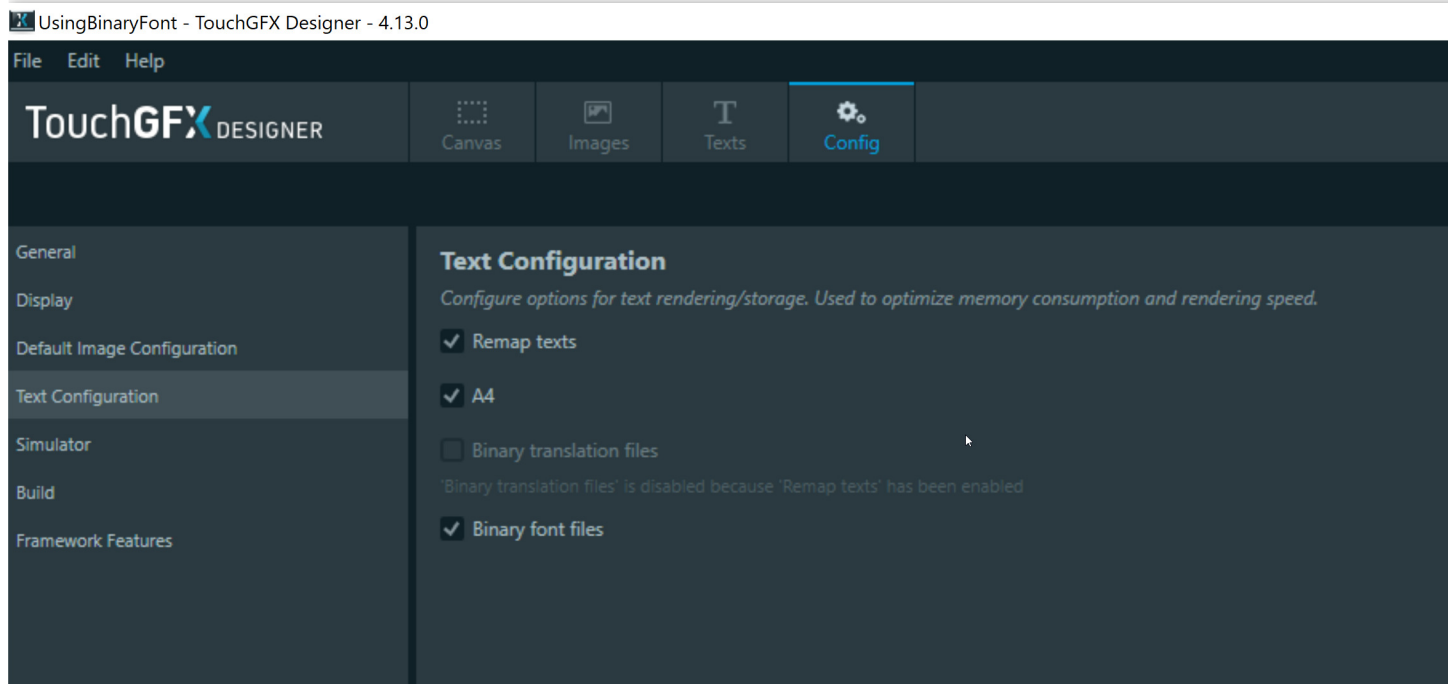 UsingBinaryFont - TouchGFX Designer - 4.13.0
File Edit Help
TouchGFX DESIGNER
Canvas
Images
Texts
Config
General
Display
Default Image Configuration
Text Configuration
Simulator
Build
Framework Features
Text Configuration
Configure options for text rendering/storage. Used to optimize memory consumption and rendering speed.
Remap texts
A4
Binary translation files
'Binary translation files' is disabled because 'Remap texts' has been enabled
Binary font files